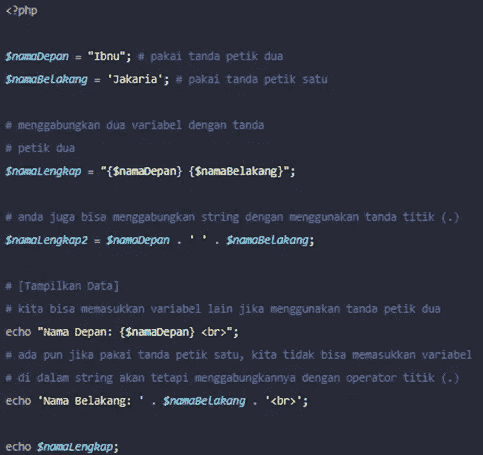 <?php
$namaDepan = "Ibnu"; # pakai tanda petik dua
$namaBelakang = 'Jakaria'; # pakai tanda petik satu
# menggabungkan dua variabel dengan tanda
# petik dua
$namaLengkap = "{$namaDepan} {$namaBelakang}";
# anda juga bisa menggabungkan string dengan menggunakan tanda titik (.)
$namaLengkap2 = $namaDepan . ' ' . $namaBelakang;
# [Tampilkan Data]
# kita bisa memasukkan variabel lain jika menggunakan tanda petik dua
echo "Nama Depan: {$namaDepan} <br>";
# ada pun jika pakai tanda petik satu, kita tidak bisa memasukkan variabel
# di dalam string akan tetapi menggabungkannya dengan operator titik (.)
echo 'Nama Belakang: ' . $namaBelakang . '<br>';
echo $namaLengkap;